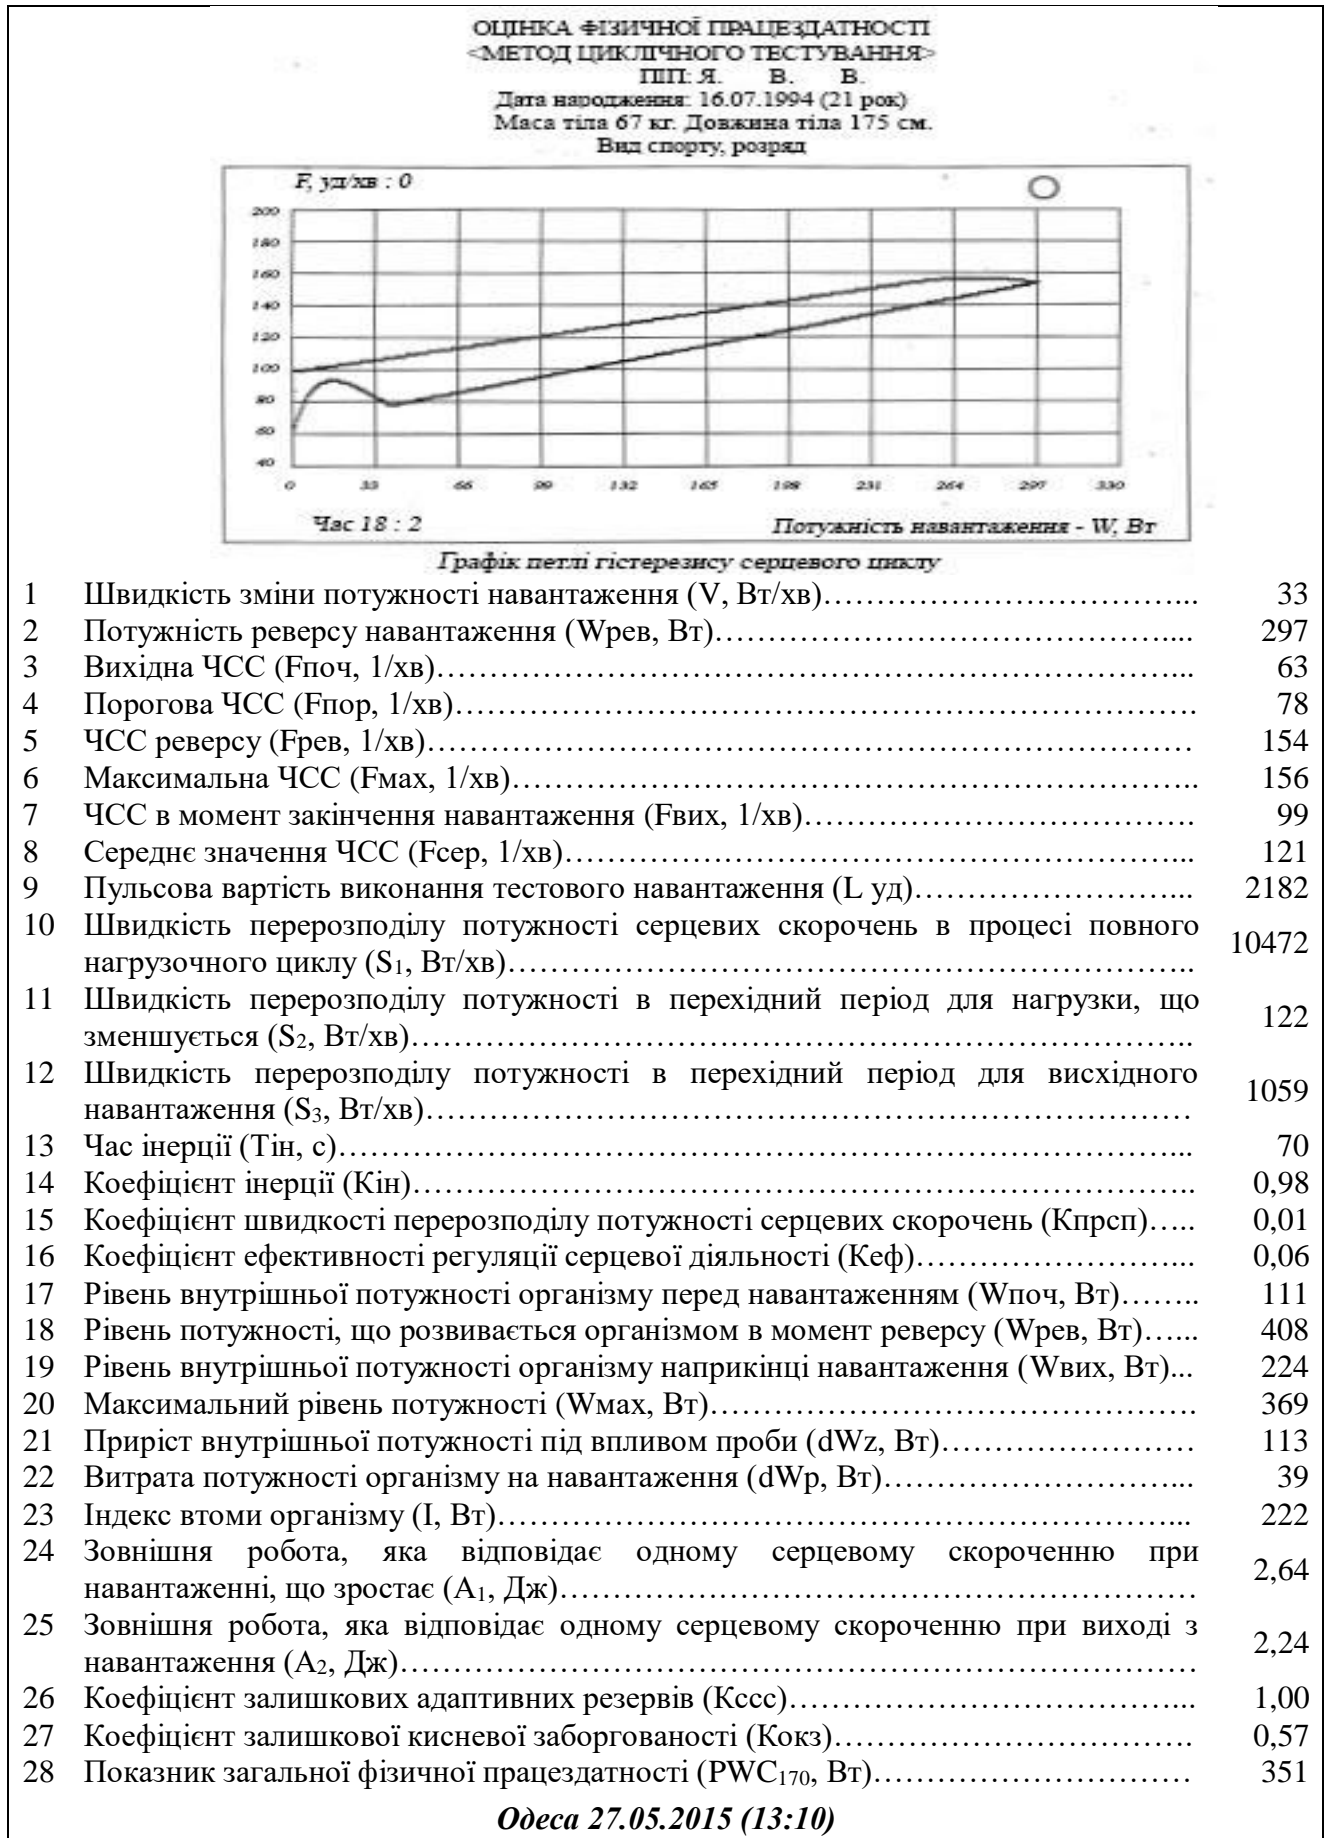 ОЦІНКА ФІЗИЧНОЇ ПРАЦЕЗДАТНОСТІ
<МЕТОД ЦИКЛІЧНОГО ТЕСТУВАННЯ>
ПІП: Я. В. В.
Дата народження: 16.07.1994 (21 рок)
Маса тіла 67 кг. Довжина тіла 175 см.
Вид спорту, розряд
F, уд/хв : 0
200
180
160
140
120
100
80
60
40
0 33 66 99 132 165 198 231 264 297 330
Час 18 : 2 Потужність навантаження - W, Вт
Графік петлі гістерезису серцевого циклу
1 Швидкість зміни потужності навантаження (V, Вт/хв)…………………………….. 33
2 Потужність реверсу навантаження (Wрев, Вт)………………………………….... 297
3 Вихідна ЧСС (Fпоч, 1/хв)…………………………………………………………... 63
4 Порогова ЧСС (Fпор, 1/хв)…………………………………………………………. 78
5 ЧСС реверсу (Fрев, 1/хв)…………………………………………………………… 154
6 Максимальна ЧСС (Fмах, 1/хв)…………………………………………………….. 156
7 ЧСС в момент закінчення навантаження (Fвих, 1/хв)……………………………. 99
8 Середнє значення ЧСС (Fсер, 1/хв)………………………………………………... 121
9 Пульсова вартість виконання тестового навантаження (L уд)…………………... 2182
10 Швидкість перерозподілу потужності серцевих скорочень в процесі повного
нагрузочного циклу (S₁, Вт/хв)…………………………………………………….. 10472
11 Швидкість перерозподілу потужності в перехідний період для нагрузки, що
зменшується (S₂, Вт/хв)…………………………………………………………….. 122
12 Швидкість перерозподілу потужності в перехідний період для висхідного
навантаження (S₃, Вт/хв)…………………………………………………………… 1059
13 Час інерції (Тін, с)…………………………………………………………………... 70
14 Коефіцієнт інерції (Кін)…………………………………………………………….. 0,98
15 Коефіцієнт швидкості перерозподілу потужності серцевих скорочень (Кпрсп)….. 0,01
16 Коефіцієнт ефективності регуляції серцевої діяльності (Кеф)…………………... 0,06
17 Рівень внутрішньої потужності організму перед навантаженням (Wпоч, Вт)…….. 111
18 Рівень потужності, що розвивається організмом в момент реверсу (Wрев, Вт)…... 408
19 Рівень внутрішньої потужності організму наприкінці навантаження (Wвих, Вт)... 224
20 Максимальний рівень потужності (Wмах, Вт)……………………………………. 369
21 Приріст внутрішньої потужності під впливом проби (dWz, Вт)………………… 113
22 Витрата потужності організму на навантаження (dWp, Вт)……………………... 39
23 Індекс втоми організму (І, Вт)……………………………………………………... 222
24 Зовнішня робота, яка відповідає одному серцевому скороченню при
навантаженні, що зростає (А₁, Дж)………………………………………………… 2,64
25 Зовнішня робота, яка відповідає одному серцевому скороченню при виході з
навантаження (А₂, Дж)……………………………………………………………… 2,24
26 Коефіцієнт залишкових адаптивних резервів (Кссс)……………………………... 1,00
27 Коефіцієнт залишкової кисневої заборгованості (Кокз)…………………………. 0,57
28 Показник загальної фізичної працездатності (PWC₁₇₀, Вт)……………………… 351
Одеса 27.05.2015 (13:10)